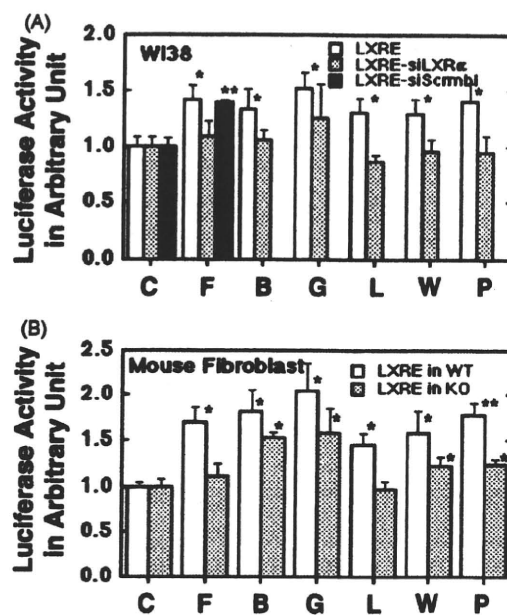 (A)
WI38
LXRE
LXRE-siLXRα
LXRE-siScrmbl
Luciferase Activity
in Arbitrary Unit
2.0
1.5
1.0
0.5
0.0
* ** * * * * *
C F B G L W P
(B)
Mouse Fibroblast
LXRE in WT
LXRE in KO
Luciferase Activity
in Arbitrary Unit
2.5
2.0
1.5
1.0
0.5
0.0
* * * * * * * * ** *
C F B G L W P